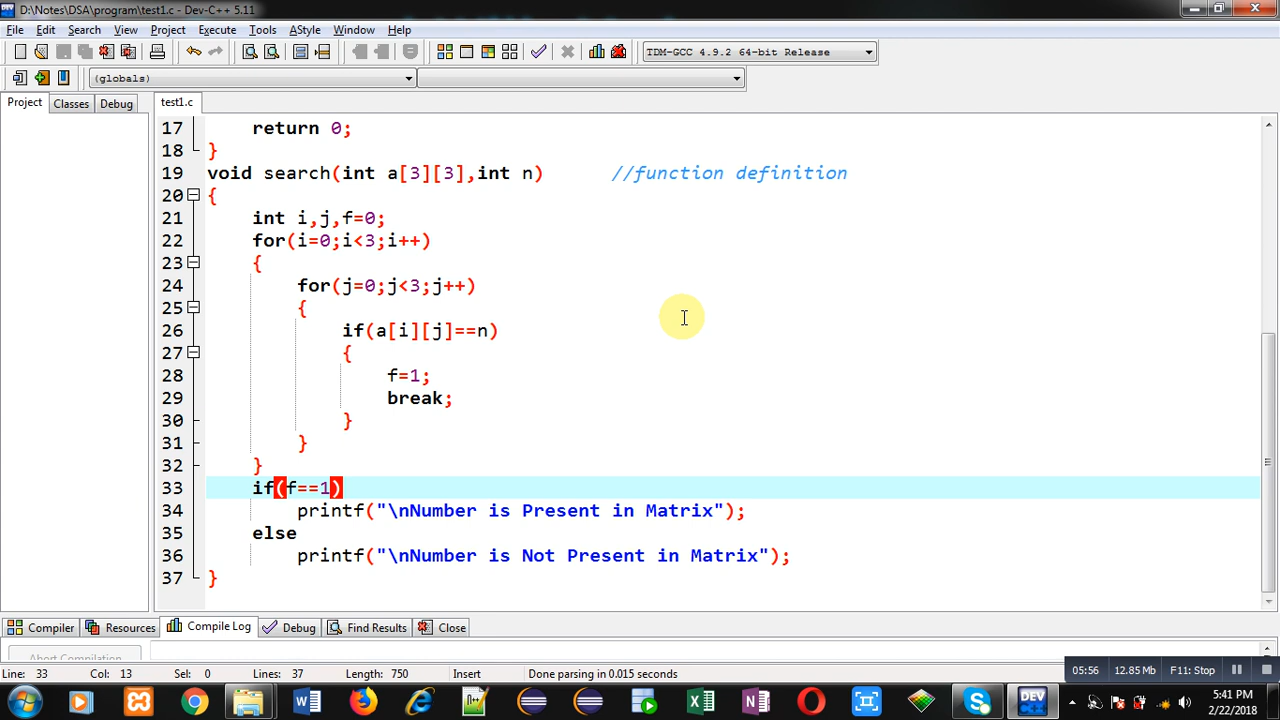 D:\Notes\DSA\program\test1.c - Dev-C++ 5.11
File Edit Search View Project Execute Tools AStyle Window Help
TDM-GCC 4.9.2 64-bit Release
(globals)
Project Classes Debug test1.c
17 return 0;
18 }
19 void search(int a[3][3],int n) //function definition
20 {
21 int i,j,f=0;
22 for(i=0;i<3;i++)
23 {
24 for(j=0;j<3;j++)
25 {
26 if(a[i][j]==n)
27 {
28 f=1;
29 break;
30 }
31 }
32 }
33 if(f==1)
34 printf("\nNumber is Present in Matrix");
35 else
36 printf("\nNumber is Not Present in Matrix");
37 }
Compiler Resources Compile Log Debug Find Results Close
Abort Compilation
Line: 33 Col: 13 Sel: 0 Lines: 37 Length: 750 Insert Done parsing in 0.015 seconds
05:56 12.85 Mb F11: Stop
5:41 PM
2/22/2018